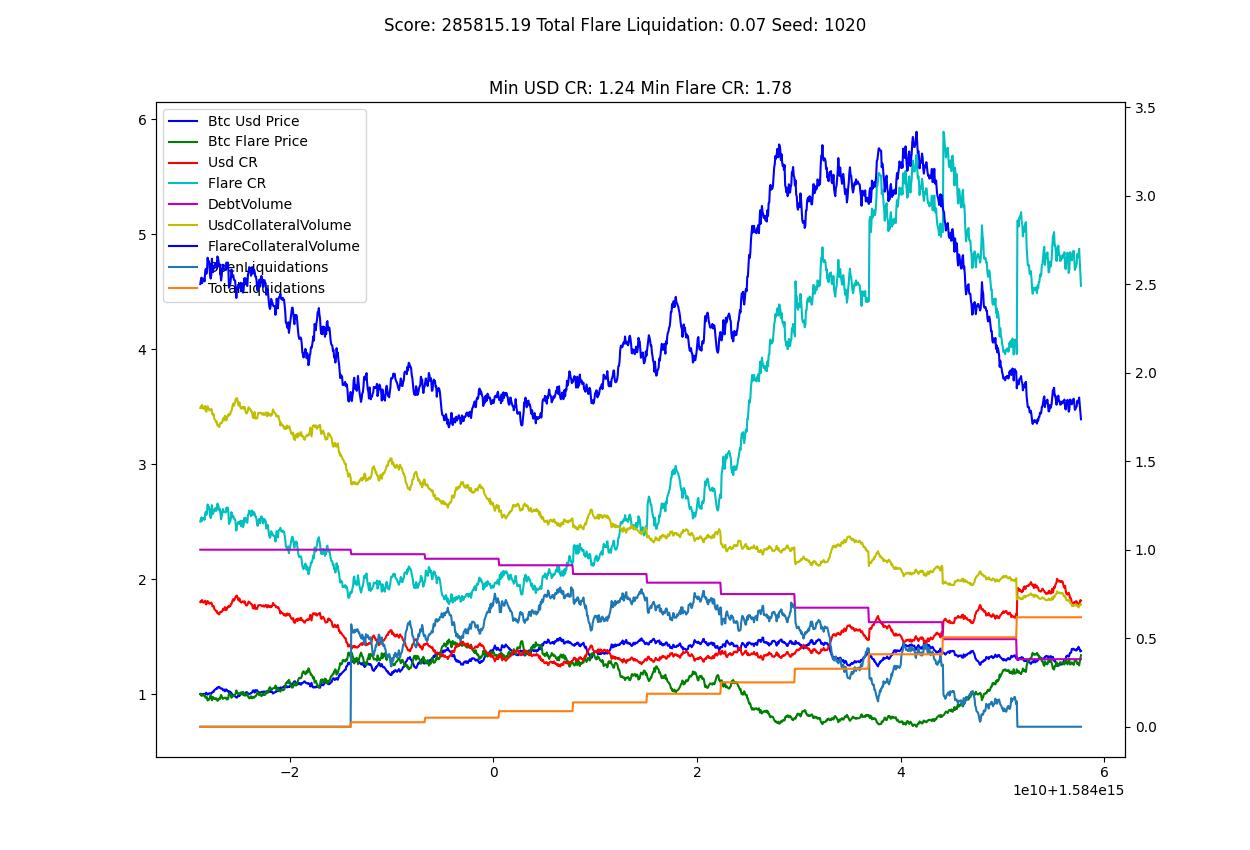 Score: 285815.19 Total Flare Liquidation: 0.07 Seed: 1020
Min USD CR: 1.24 Min Flare CR: 1.78
Btc Usd Price
Btc Flare Price
Usd CR
Flare CR
DebtVolume
UsdCollateralVolume
FlareCollateralVolume
OpenLiquidations
TotalLiquidations
6
5
4
3
2
1
3.5
3.0
2.5
2.0
1.5
1.0
0.5
0.0
−2
0
2
4
6
1e10+1.584e15